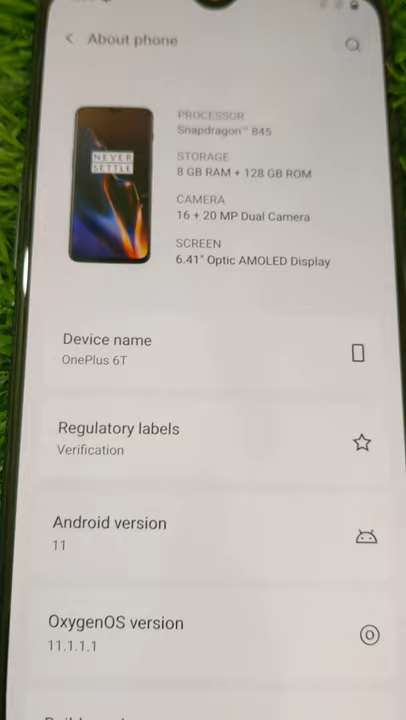 About phone
PROCESSOR
Snapdragon™ 845
STORAGE
8 GB RAM + 128 GB ROM
CAMERA
16 + 20 MP Dual Camera
SCREEN
6.41" Optic AMOLED Display
NEVER
SETTLE
Device name
OnePlus 6T
Regulatory labels
Verification
Android version
11
OxygenOS version
11.1.1.1